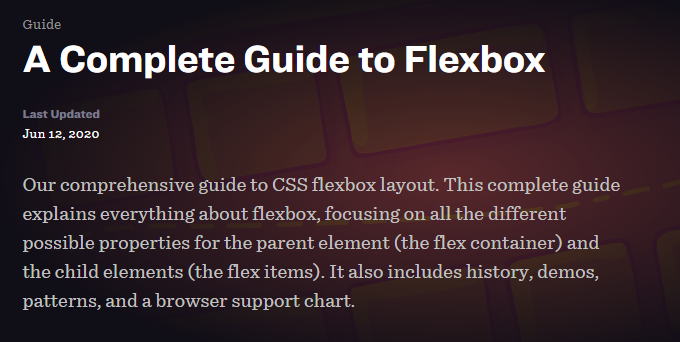 Guide
A Complete Guide to Flexbox
Last Updated
Jun 12, 2020
Our comprehensive guide to CSS flexbox layout. This complete guide
explains everything about flexbox, focusing on all the different
possible properties for the parent element (the flex container) and
the child elements (the flex items). It also includes history, demos,
patterns, and a browser support chart.